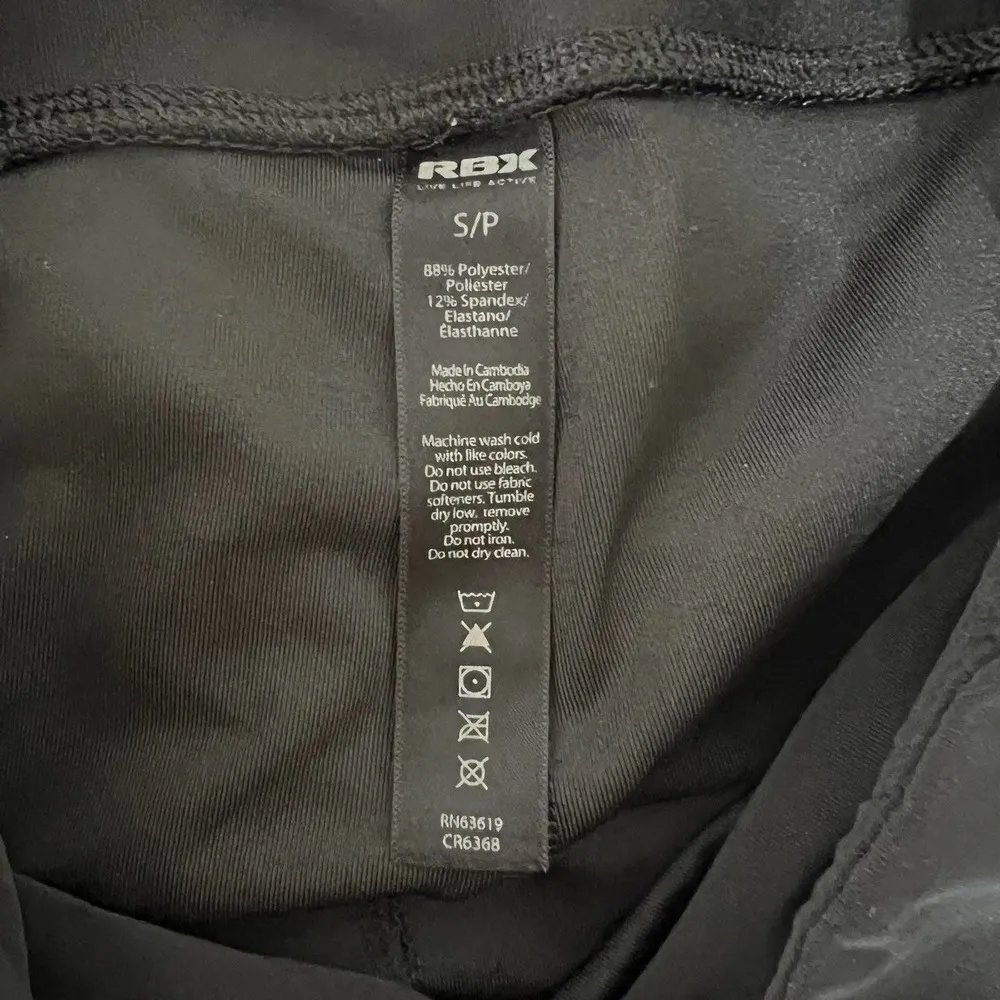 RBX
LIVE LIFE ACTIVE
S/P
88% Polyester/
Poliester
12% Spandex/
Elastano/
Élasthanne
Made In Cambodia
Hecho En Camboya
Fabriqué Au Cambodge
Machine wash cold
with like colors.
Do not use bleach.
Do not use fabric
softeners. Tumble
dry low, remove
promptly.
Do not iron.
Do not dry clean.
RN63619
CR6368